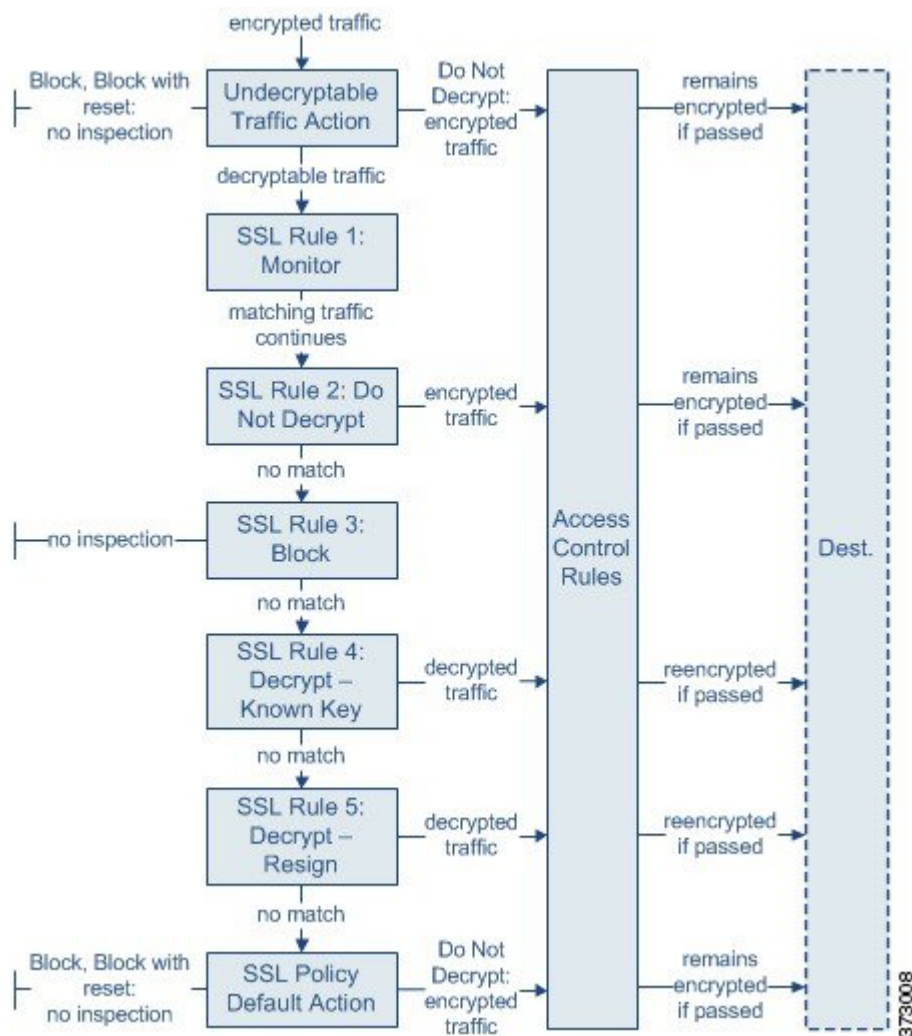 encrypted traffic
Block, Block with
reset:
no inspection
Undecryptable
Traffic Action
Do Not
Decrypt:
encrypted
traffic
remains
encrypted
if passed
decryptable traffic
SSL Rule 1:
Monitor
matching traffic
continues
SSL Rule 2: Do
Not Decrypt
encrypted
traffic
remains
encrypted
if passed
no match
no inspection
SSL Rule 3:
Block
Access
Control
Rules
Dest.
no match
SSL Rule 4:
Decrypt –
Known Key
decrypted
traffic
reencrypted
if passed
no match
SSL Rule 5:
Decrypt –
Resign
decrypted
traffic
reencrypted
if passed
no match
Block, Block with
reset:
no inspection
SSL Policy
Default Action
Do Not
Decrypt:
encrypted
traffic
remains
encrypted
if passed
373008